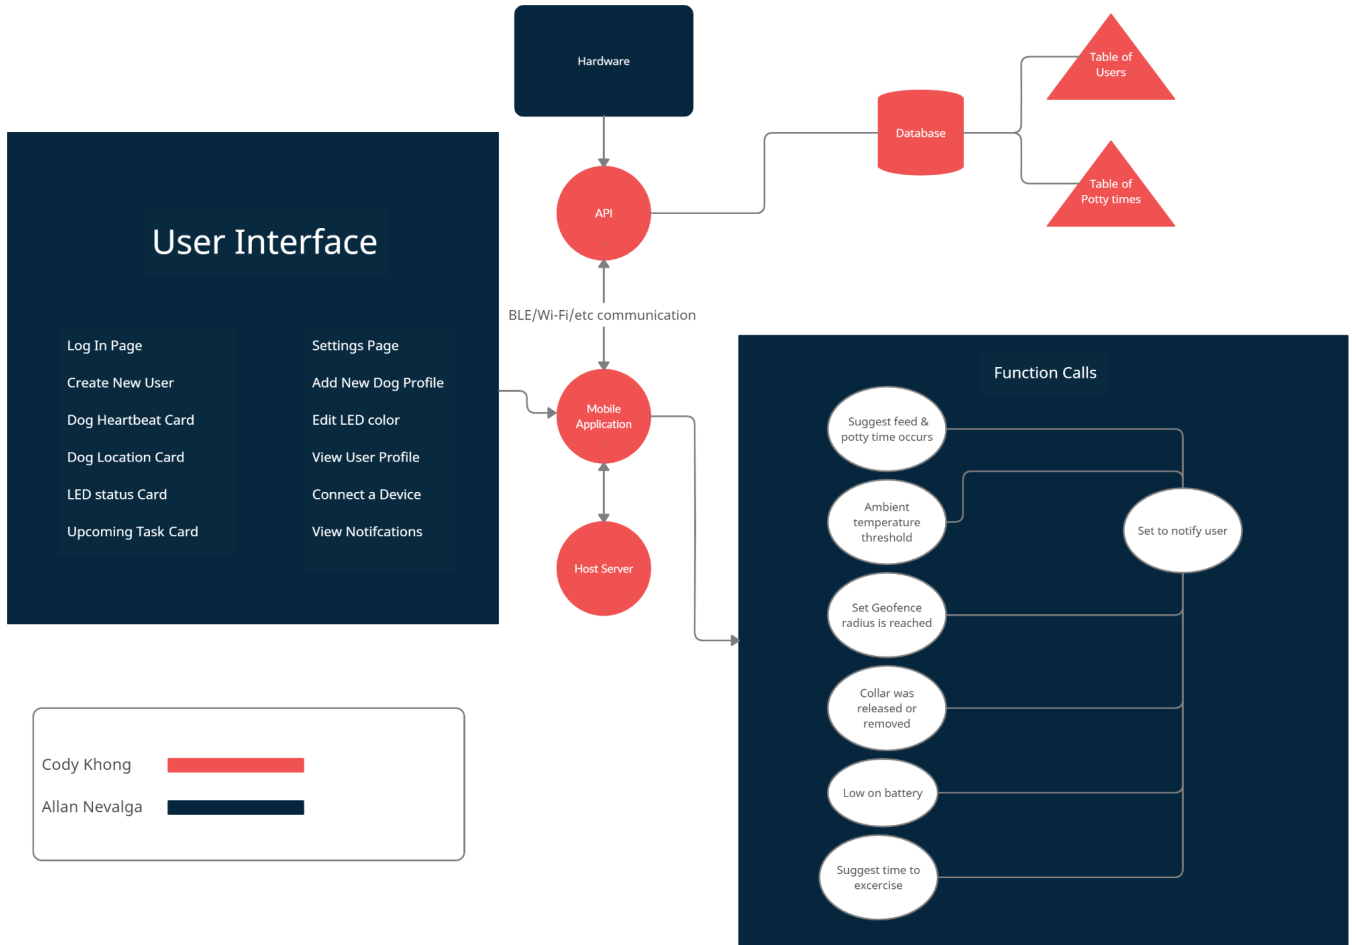 Hardware
Table of
Users
Database
Table of
Potty times
API
User Interface
BLE/Wi-Fi/etc communication
Log In Page
Create New User
Dog Heartbeat Card
Dog Location Card
LED status Card
Upcoming Task Card
Settings Page
Add New Dog Profile
Edit LED color
View User Profile
Connect a Device
View Notifcations
Mobile
Application
Host Server
Function Calls
Suggest feed &
potty time occurs
Ambient
temperature
threshold
Set to notify user
Set Geofence
radius is reached
Collar was
released or
removed
Low on battery
Suggest time to
excercise
Cody Khong
Allan Nevalga